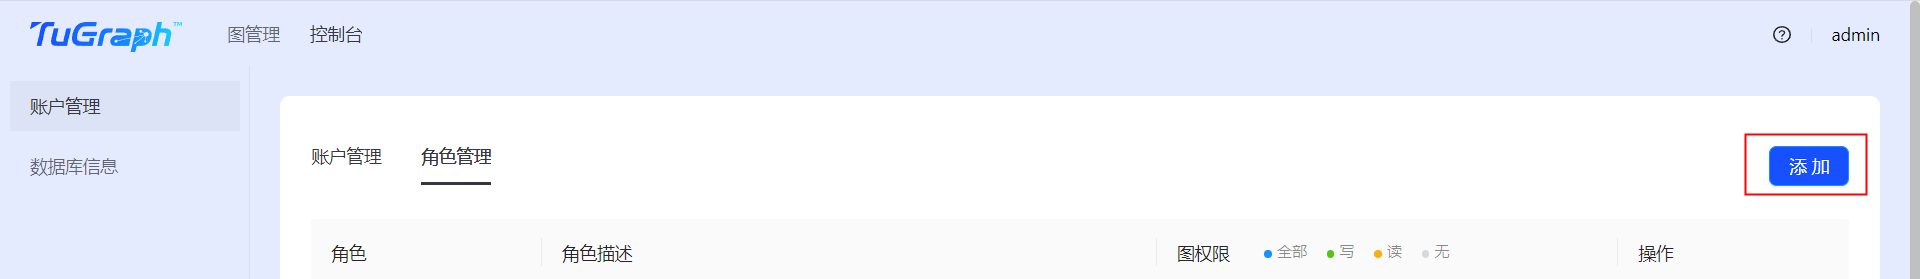 TuGraph™ 图管理 控制台 admin
账户管理
数据库信息
账户管理 角色管理 添加
角色 角色描述 图权限 全部 写 读 无 操作